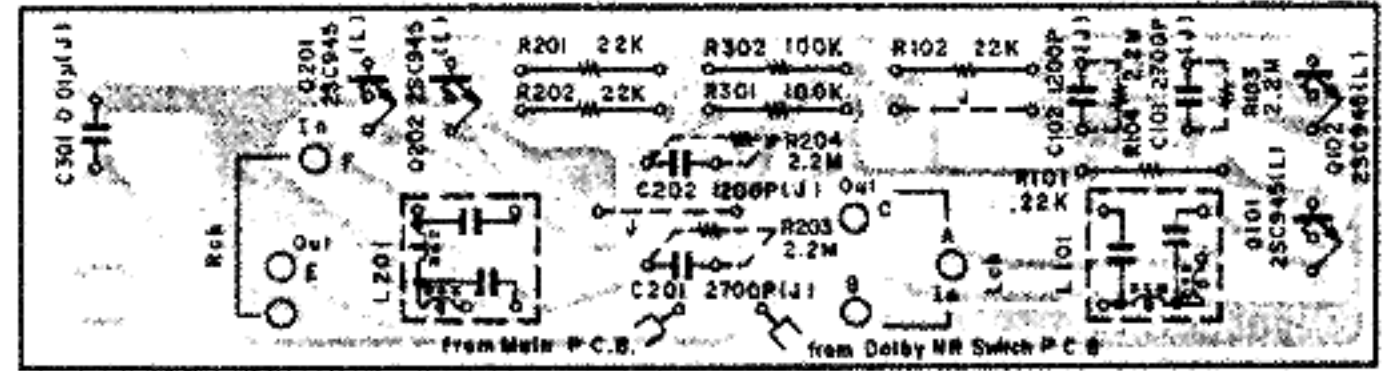 C301 0.01μ(J)
Q201
2SC945
(L)
Q202 2SC945
(L)
R201 22K
R202 22K
R302 100K
R301 100K
R102 22K
J
C102 1200P
(J)
R104 2.2M
C101 2700P
(J)
R103
2.2M
Q102
2SC945(L)
In
F
R204
2.2M
C202 1200P(J)
Out
C
R101
22K
Q101
2SC945(L)
Rch
Out
E
L201
J
R203
2.2M
A
C201 2700P(J)
B
In
Lch
L101
from Main P.C.B.
from Dolby NR Switch P.C.B